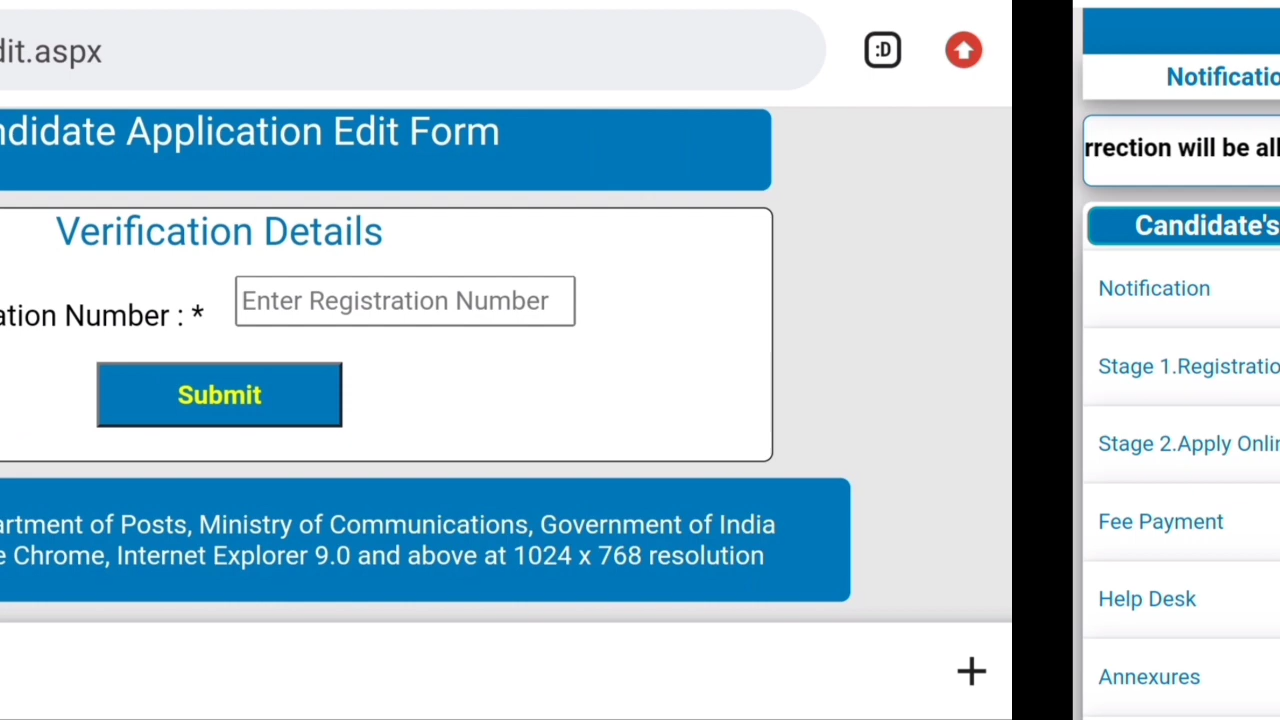 dit.aspx
:D
ndidate Application Edit Form
Verification Details
ation Number : *
Enter Registration Number
Submit
artment of Posts, Ministry of Communications, Government of India
e Chrome, Internet Explorer 9.0 and above at 1024 x 768 resolution
Notificatio
rrection will be all
Candidate's
Notification
Stage 1.Registratio
Stage 2.Apply Onlin
Fee Payment
Help Desk
Annexures